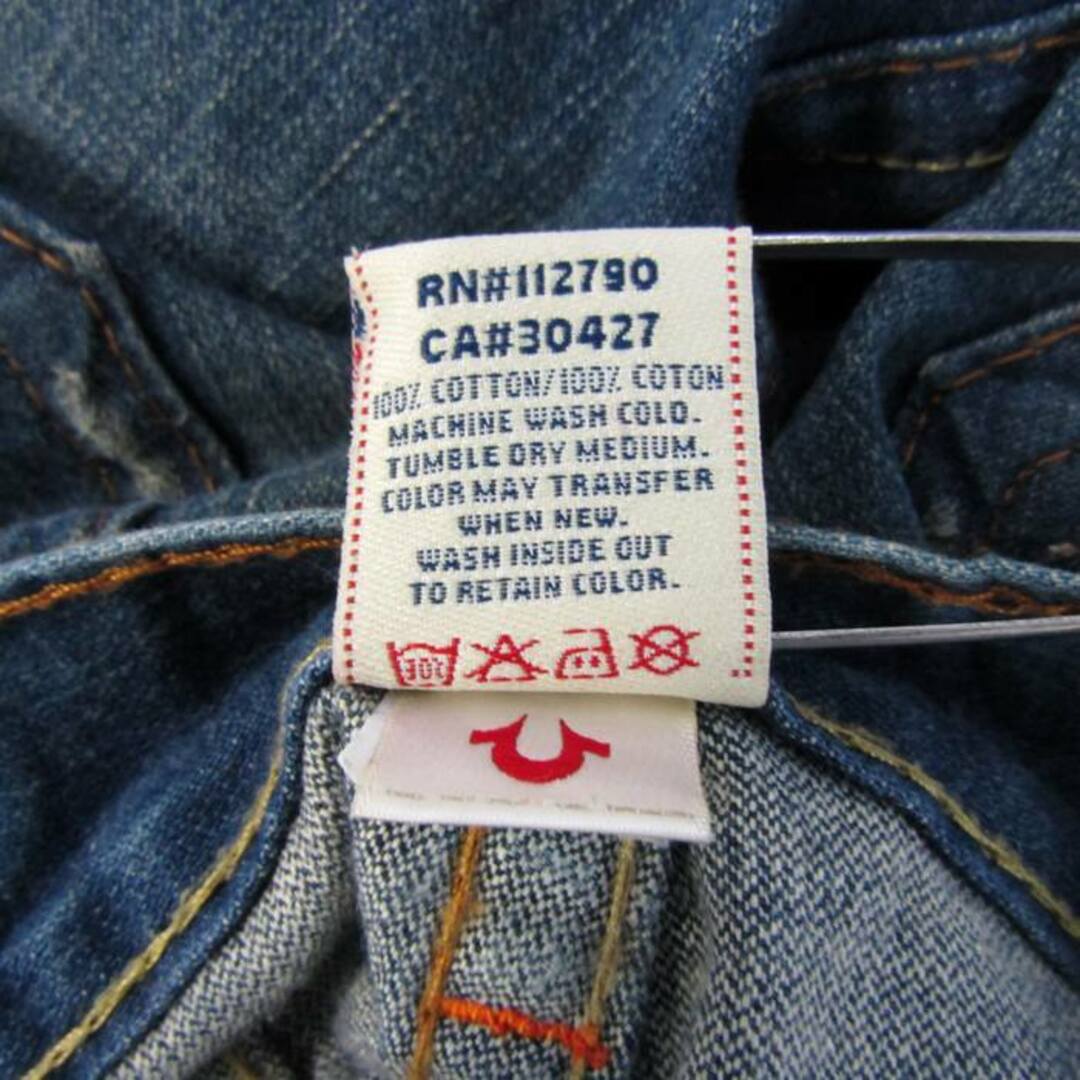 RN#112790
CA#30427
100% COTTON/100% COTON
MACHINE WASH COLD.
TUMBLE DRY MEDIUM.
COLOR MAY TRANSFER
WHEN NEW.
WASH INSIDE OUT
TO RETAIN COLOR.